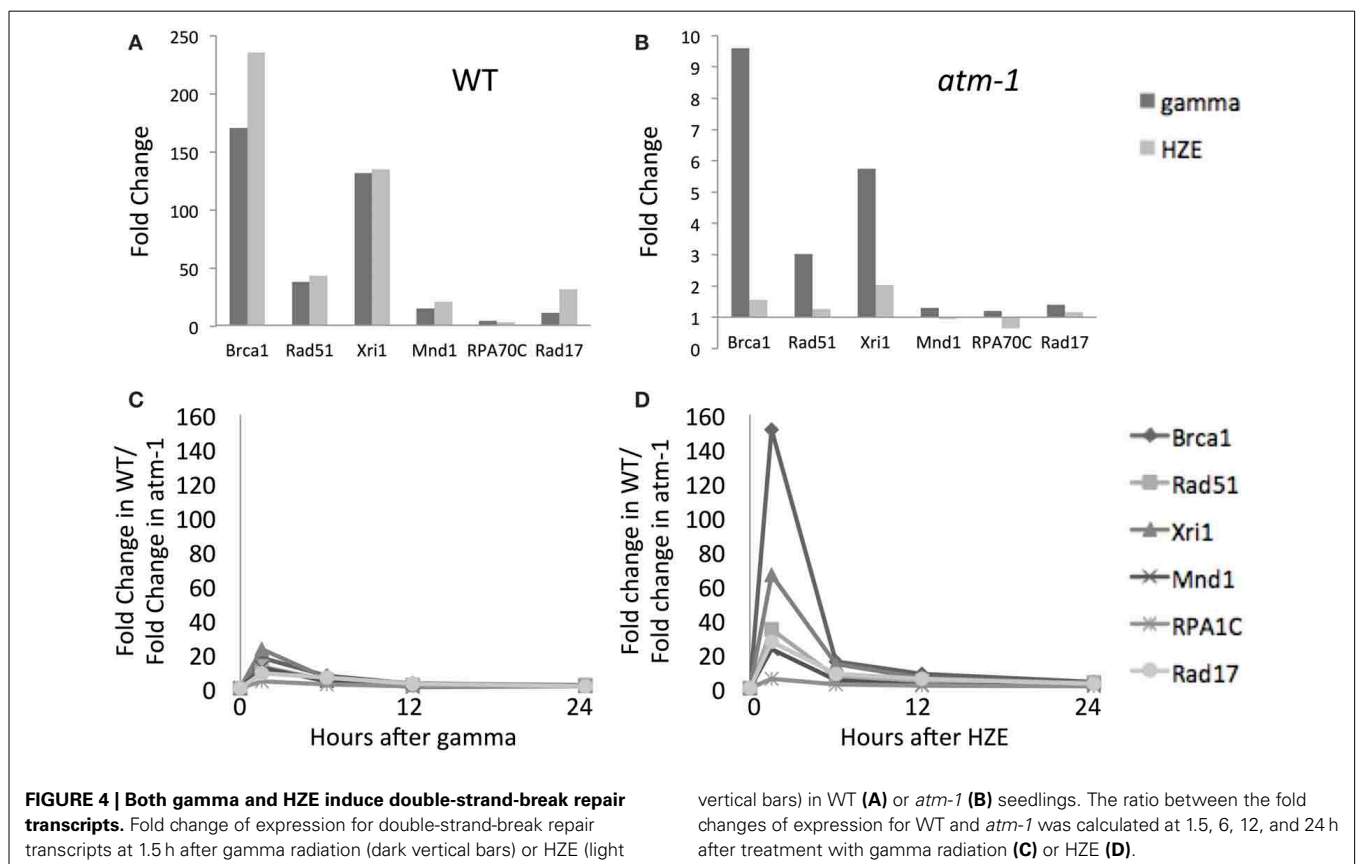 A
250
200
150
100
50
0
Fold Change
WT
Brca1 Rad51 Xri1 Mnd1 RPA70C Rad17
B
10
9
8
7
6
5
4
3
2
1
0
Fold Change
atm-1
Brca1 Rad51 Xri1 Mnd1 RPA70C Rad17
gamma
HZE
C
160
140
120
100
80
60
40
20
0
Fold Change in WT/
Fold Change in atm-1
0 12 24
Hours after gamma
D
160
140
120
100
80
60
40
20
0
Fold change in WT/
Fold change in atm-1
0 12 24
Hours after HZE
Brca1
Rad51
Xri1
Mnd1
RPA1C
Rad17
FIGURE 4 | Both gamma and HZE induce double-strand-break repair
transcripts. Fold change of expression for double-strand-break repair
transcripts at 1.5 h after gamma radiation (dark vertical bars) or HZE (light
vertical bars) in WT (A) or atm-1 (B) seedlings. The ratio between the fold
changes of expression for WT and atm-1 was calculated at 1.5, 6, 12, and 24 h
after treatment with gamma radiation (C) or HZE (D).